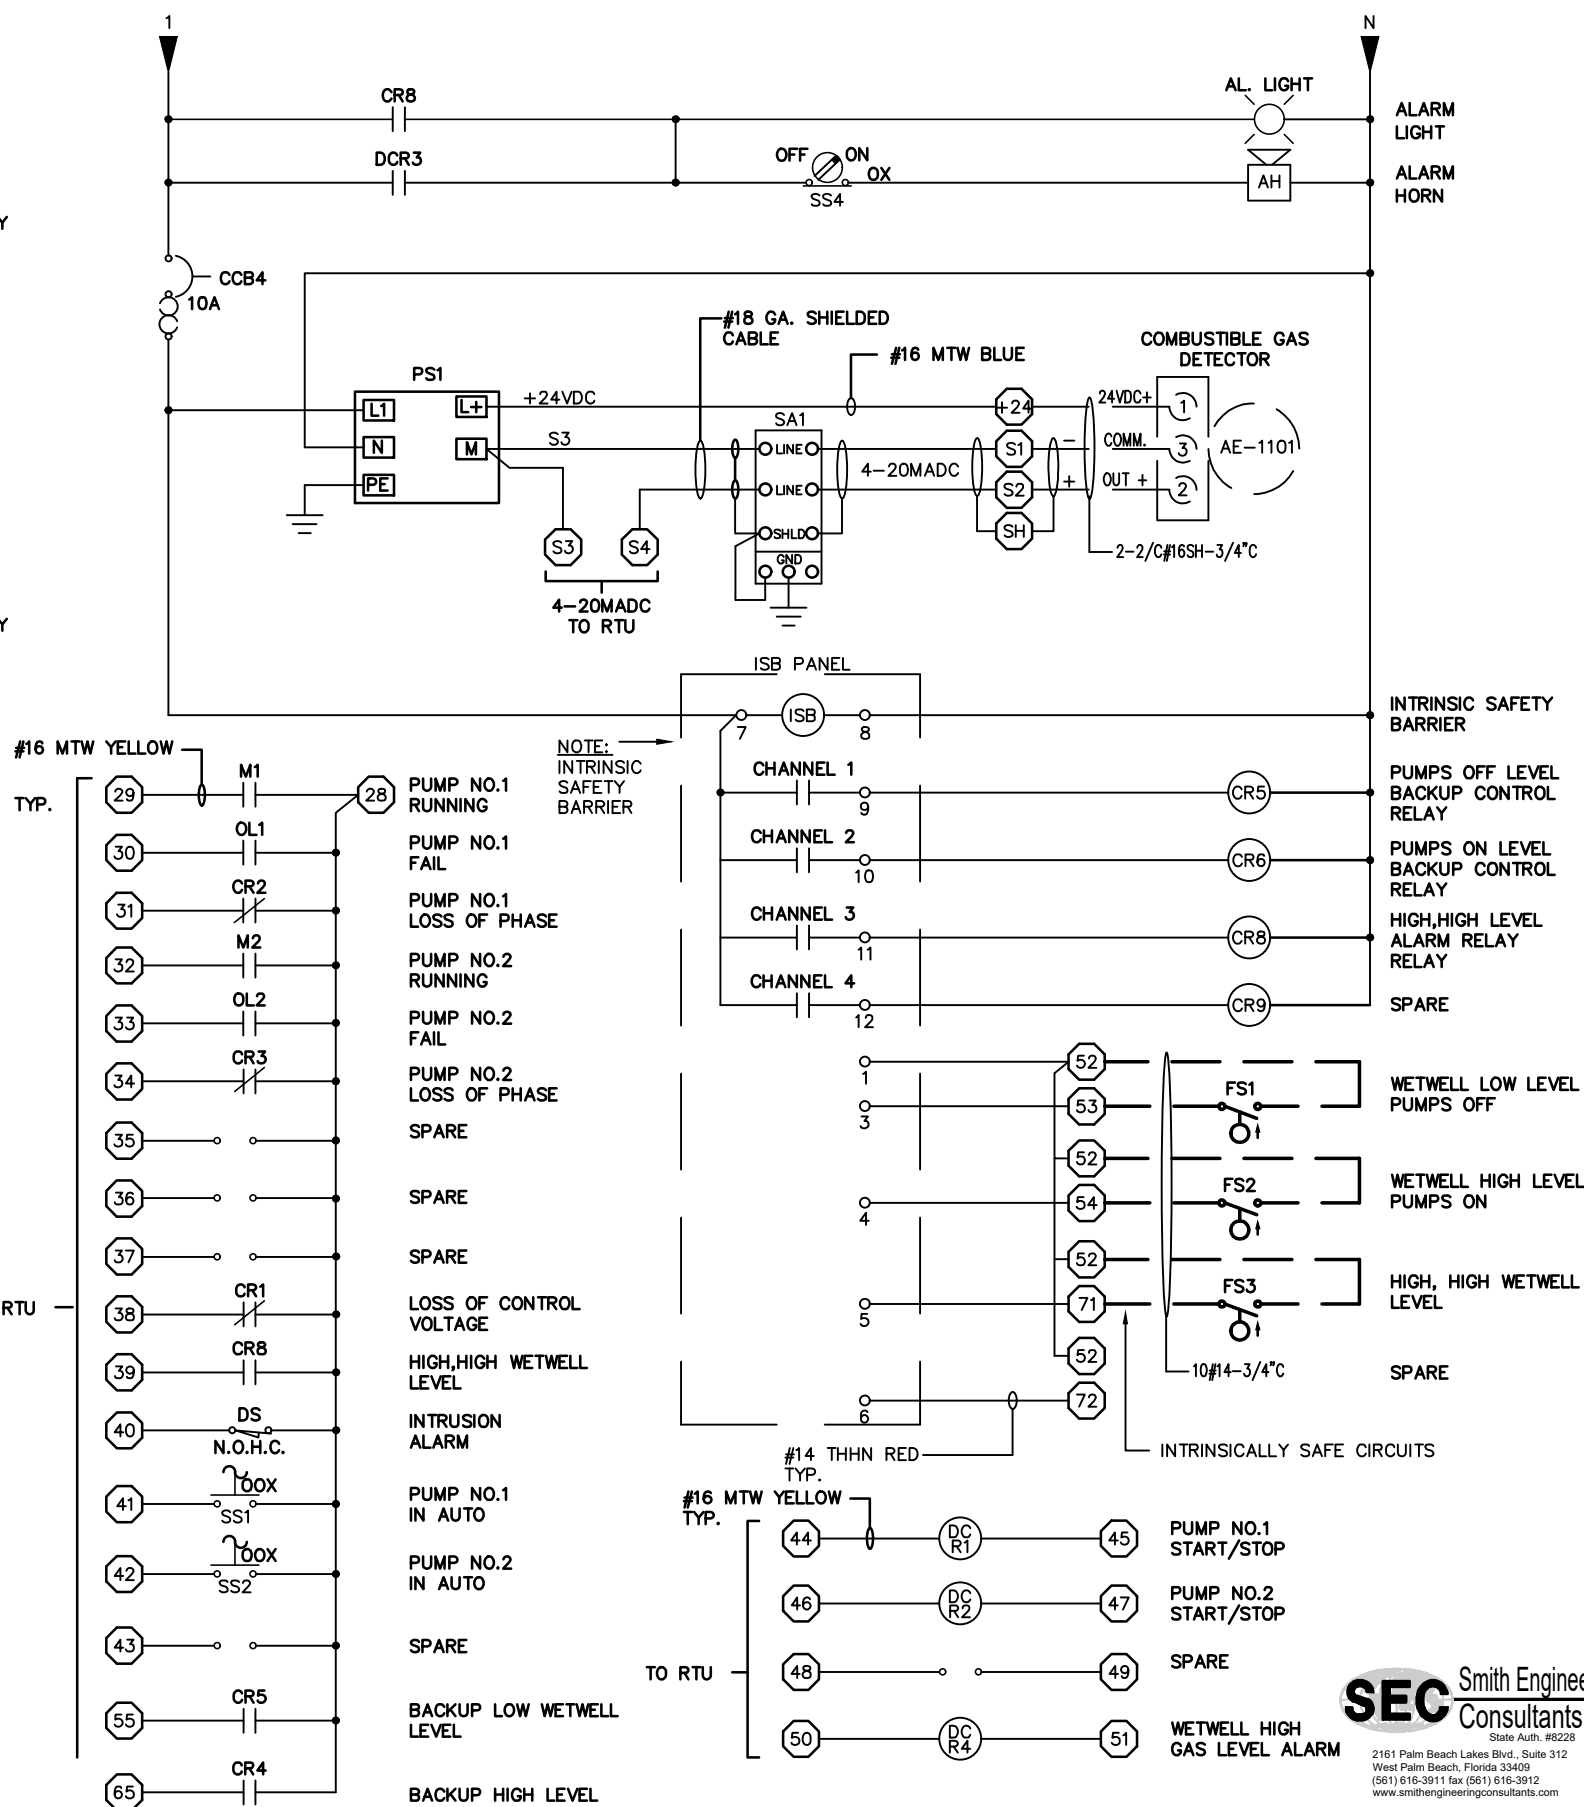 1
N
CR8
AL. LIGHT
ALARM
LIGHT
DCR3
OFF
ON
OX
SS4
AH
ALARM
HORN
Y
CCB4
10A
#18 GA. SHIELDED
CABLE
#16 MTW BLUE
COMBUSTIBLE GAS
DETECTOR
PS1
L1
L+
N
M
PE
+24VDC
S3
SA1
LINE
LINE
SHLD
GND
4-20MADC
+24
S1
S2
SH
-
+
24VDC+
COMM.
OUT +
1
3
2
AE-1101
2-2/C#16SH-3/4"C
S3
S4
4-20MADC
TO RTU
Y
ISB PANEL
7
ISB
8
INTRINSIC SAFETY
BARRIER
NOTE:
INTRINSIC
SAFETY
BARRIER
CHANNEL 1
9
CR5
PUMPS OFF LEVEL
BACKUP CONTROL
RELAY
CHANNEL 2
10
CR6
PUMPS ON LEVEL
BACKUP CONTROL
RELAY
CHANNEL 3
11
CR8
HIGH,HIGH LEVEL
ALARM RELAY
RELAY
CHANNEL 4
12
CR9
SPARE
#16 MTW YELLOW
TYP.
29
M1
28
PUMP NO.1
RUNNING
30
OL1
PUMP NO.1
FAIL
31
CR2
PUMP NO.1
LOSS OF PHASE
32
M2
PUMP NO.2
RUNNING
33
OL2
PUMP NO.2
FAIL
34
CR3
PUMP NO.2
LOSS OF PHASE
35
SPARE
36
SPARE
37
SPARE
RTU
38
CR1
LOSS OF CONTROL
VOLTAGE
39
CR8
HIGH,HIGH WETWELL
LEVEL
40
DS
N.O.H.C.
INTRUSION
ALARM
41
OOX
SS1
PUMP NO.1
IN AUTO
42
OOX
SS2
PUMP NO.2
IN AUTO
43
SPARE
55
CR5
BACKUP LOW WETWELL
LEVEL
65
CR4
BACKUP HIGH LEVEL
1
52
3
53
FS1
WETWELL LOW LEVEL
PUMPS OFF
52
4
54
FS2
WETWELL HIGH LEVEL
PUMPS ON
52
5
71
FS3
HIGH, HIGH WETWELL
LEVEL
52
10#14-3/4"C
SPARE
6
72
#14 THHN RED
TYP.
INTRINSICALLY SAFE CIRCUITS
#16 MTW YELLOW
TYP.
44
DC
R1
45
PUMP NO.1
START/STOP
46
DC
R2
47
PUMP NO.2
START/STOP
TO RTU
48
49
SPARE
50
DC
R4
51
WETWELL HIGH
GAS LEVEL ALARM
SEC
Smith Enginee
Consultants
State Auth. #8228
2161 Palm Beach Lakes Blvd., Suite 312
West Palm Beach, Florida 33409
(561) 616-3911 fax (561) 616-3912
www.smithengineeringconsultants.com